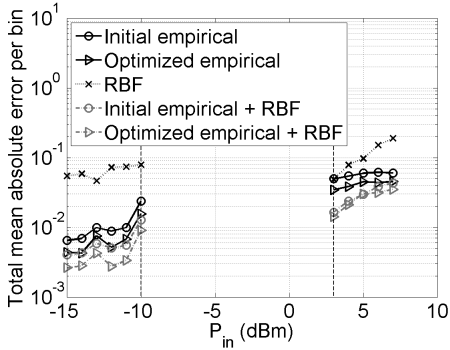 Total mean absolute error per bin
10^1
10^0
10^-1
10^-2
10^-3
Initial empirical
Optimized empirical
RBF
Initial empirical + RBF
Optimized empirical + RBF
-15 -10 -5 0 5 10
P_in (dBm)